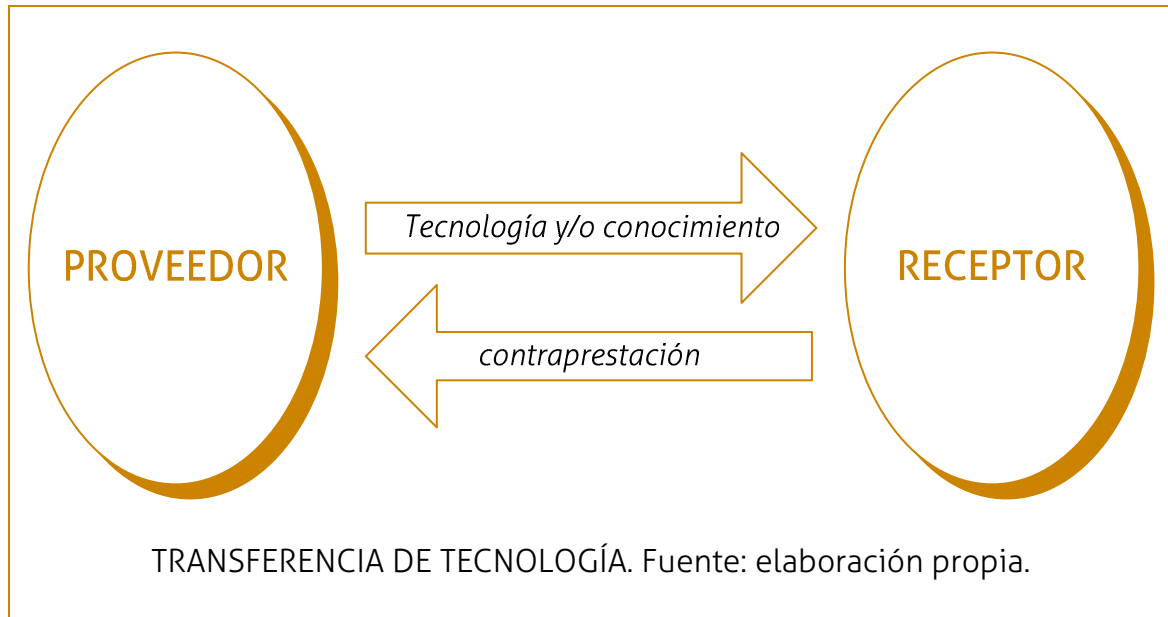 Tecnología y/o conocimiento
PROVEEDOR
RECEPTOR
contraprestación
TRANSFERENCIA DE TECNOLOGÍA. Fuente: elaboración propia.